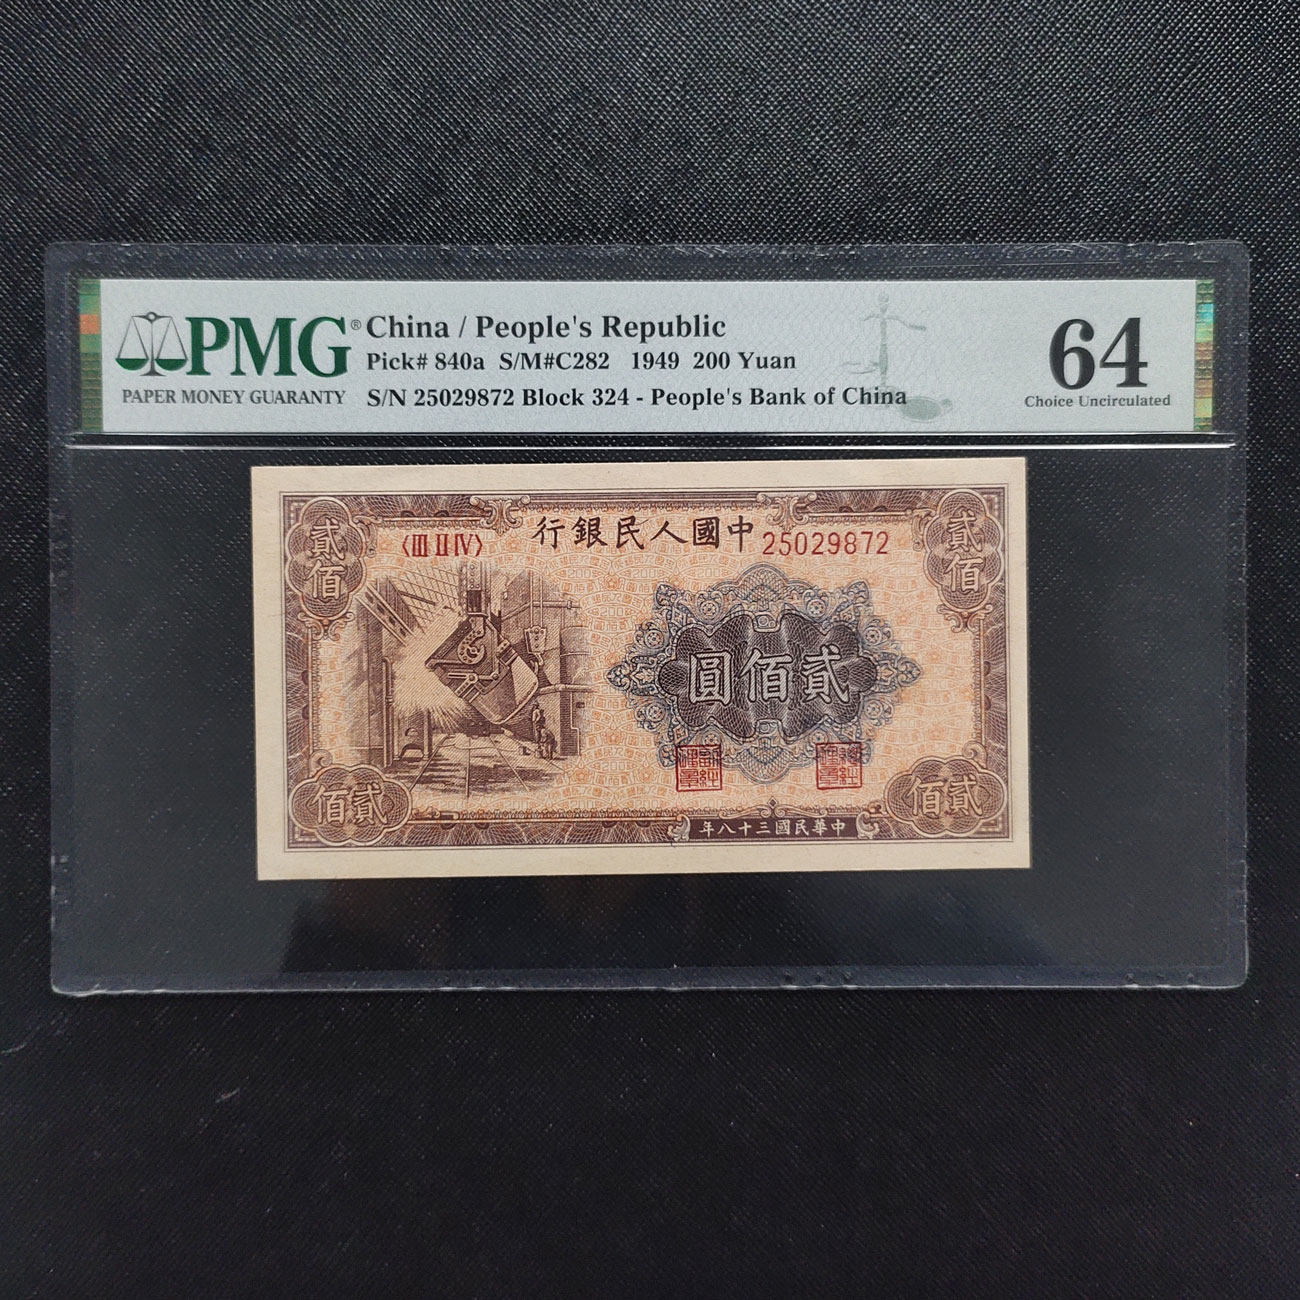 PMG®
PAPER MONEY GUARANTY
China / People's Republic
Pick# 840a S/M#C282 1949 200 Yuan
S/N 25029872 Block 324 - People's Bank of China
64
Choice Uncirculated
行銀民人國中
〈III II IV〉
25029872
貳佰
貳佰
圓佰貳
佰貳
佰貳
年八十三國民華中